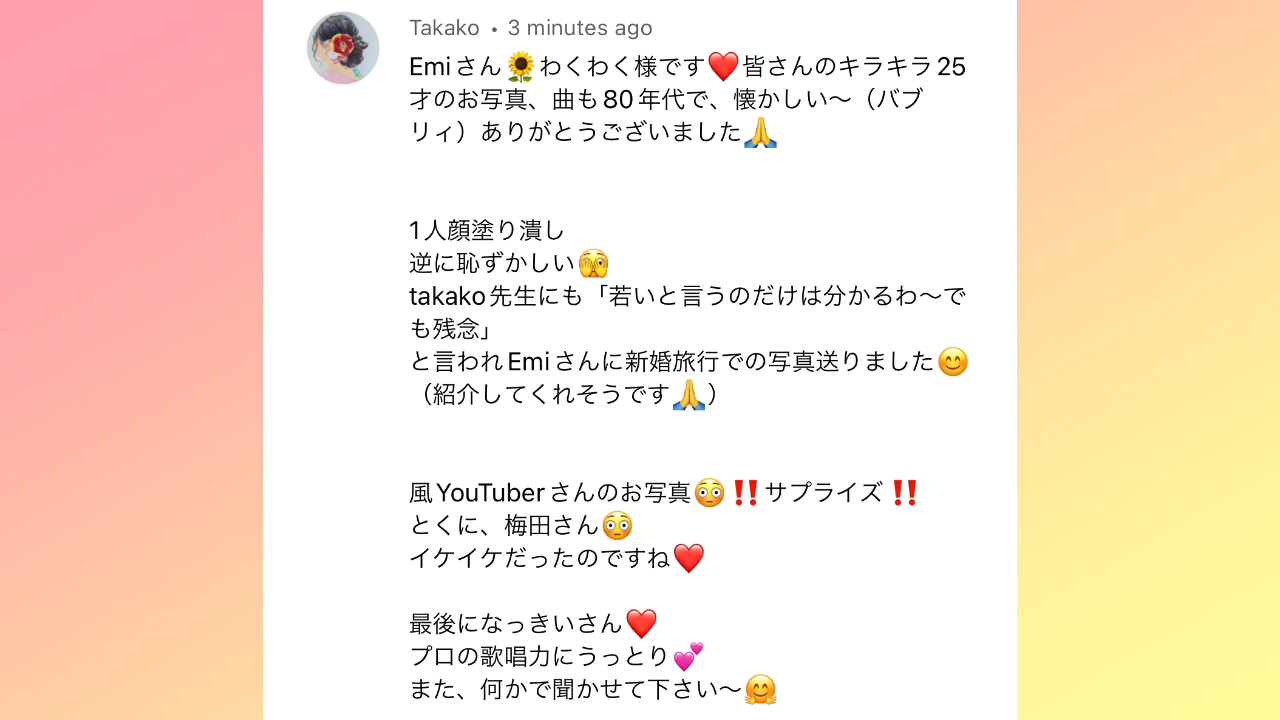 Takako • 3 minutes ago
Emiさん🌻わくわく様です❤️皆さんのキラキラ25
才のお写真、曲も80年代で、懐かしい〜（バブ
リィ）ありがとうございました🙏
1人顔塗り潰し
逆に恥ずかしい🫣
takako先生にも「若いと言うのだけは分かるわ〜で
も残念」
と言われEmiさんに新婚旅行での写真送りました😊
（紹介してくれそうです🙏）
風YouTuberさんのお写真😳‼️サプライズ‼️
とくに、梅田さん😳
イケイケだったのですね❤️
最後になっきいさん❤️
プロの歌唱力にうっとり💕
また、何かで聞かせて下さい〜🤗